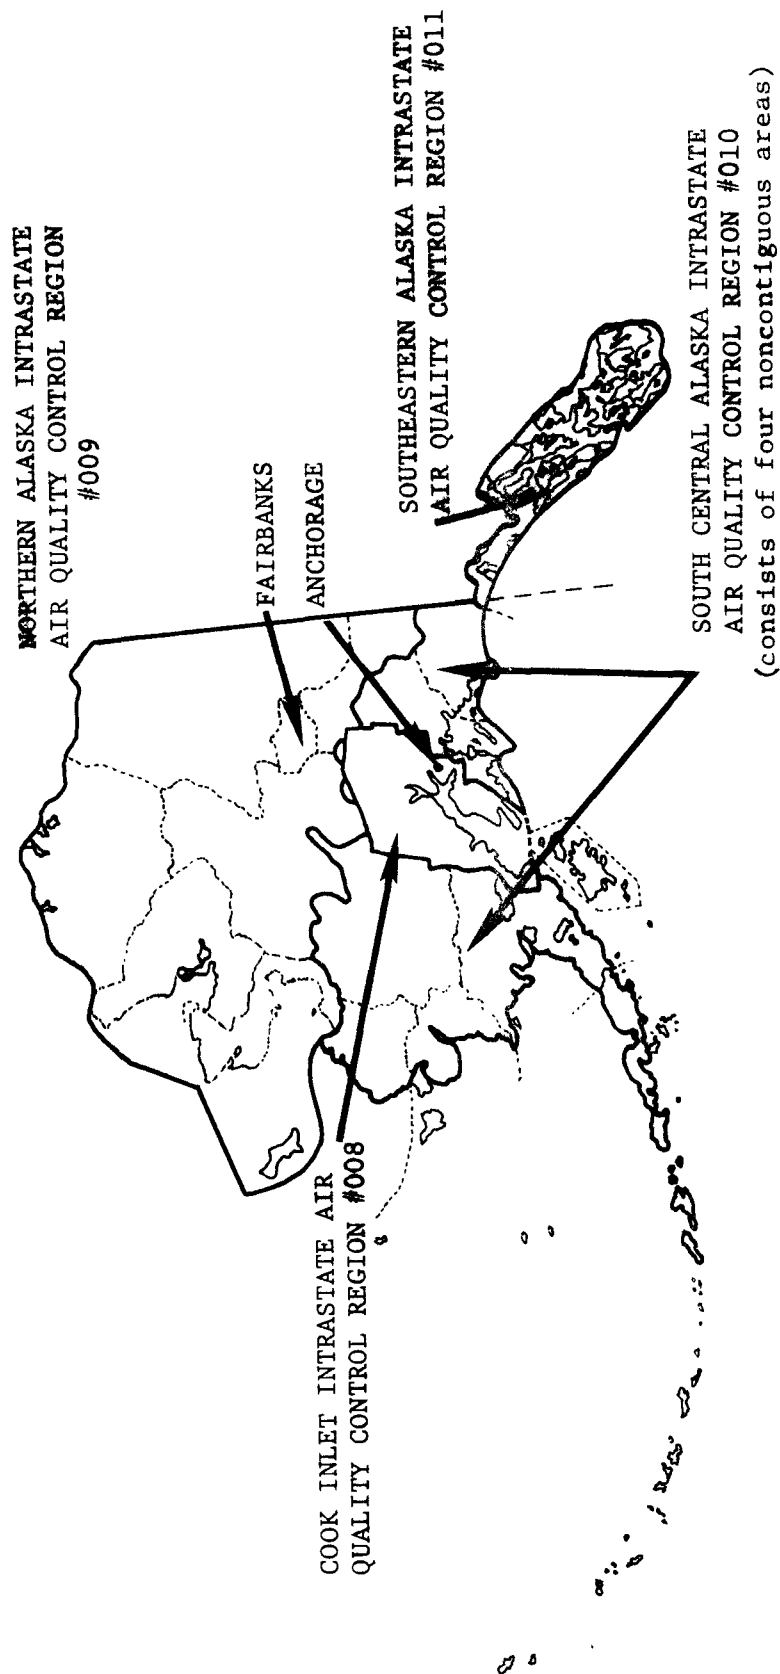 NORTHERN ALASKA INTRASTATE
AIR QUALITY CONTROL REGION
#009
FAIRBANKS
ANCHORAGE
SOUTHEASTERN ALASKA INTRASTATE
AIR QUALITY CONTROL REGION #011
COOK INLET INTRASTATE AIR
QUALITY CONTROL REGION #008
SOUTH CENTRAL ALASKA INTRASTATE
AIR QUALITY CONTROL REGION #010
(consists of four noncontiguous areas)